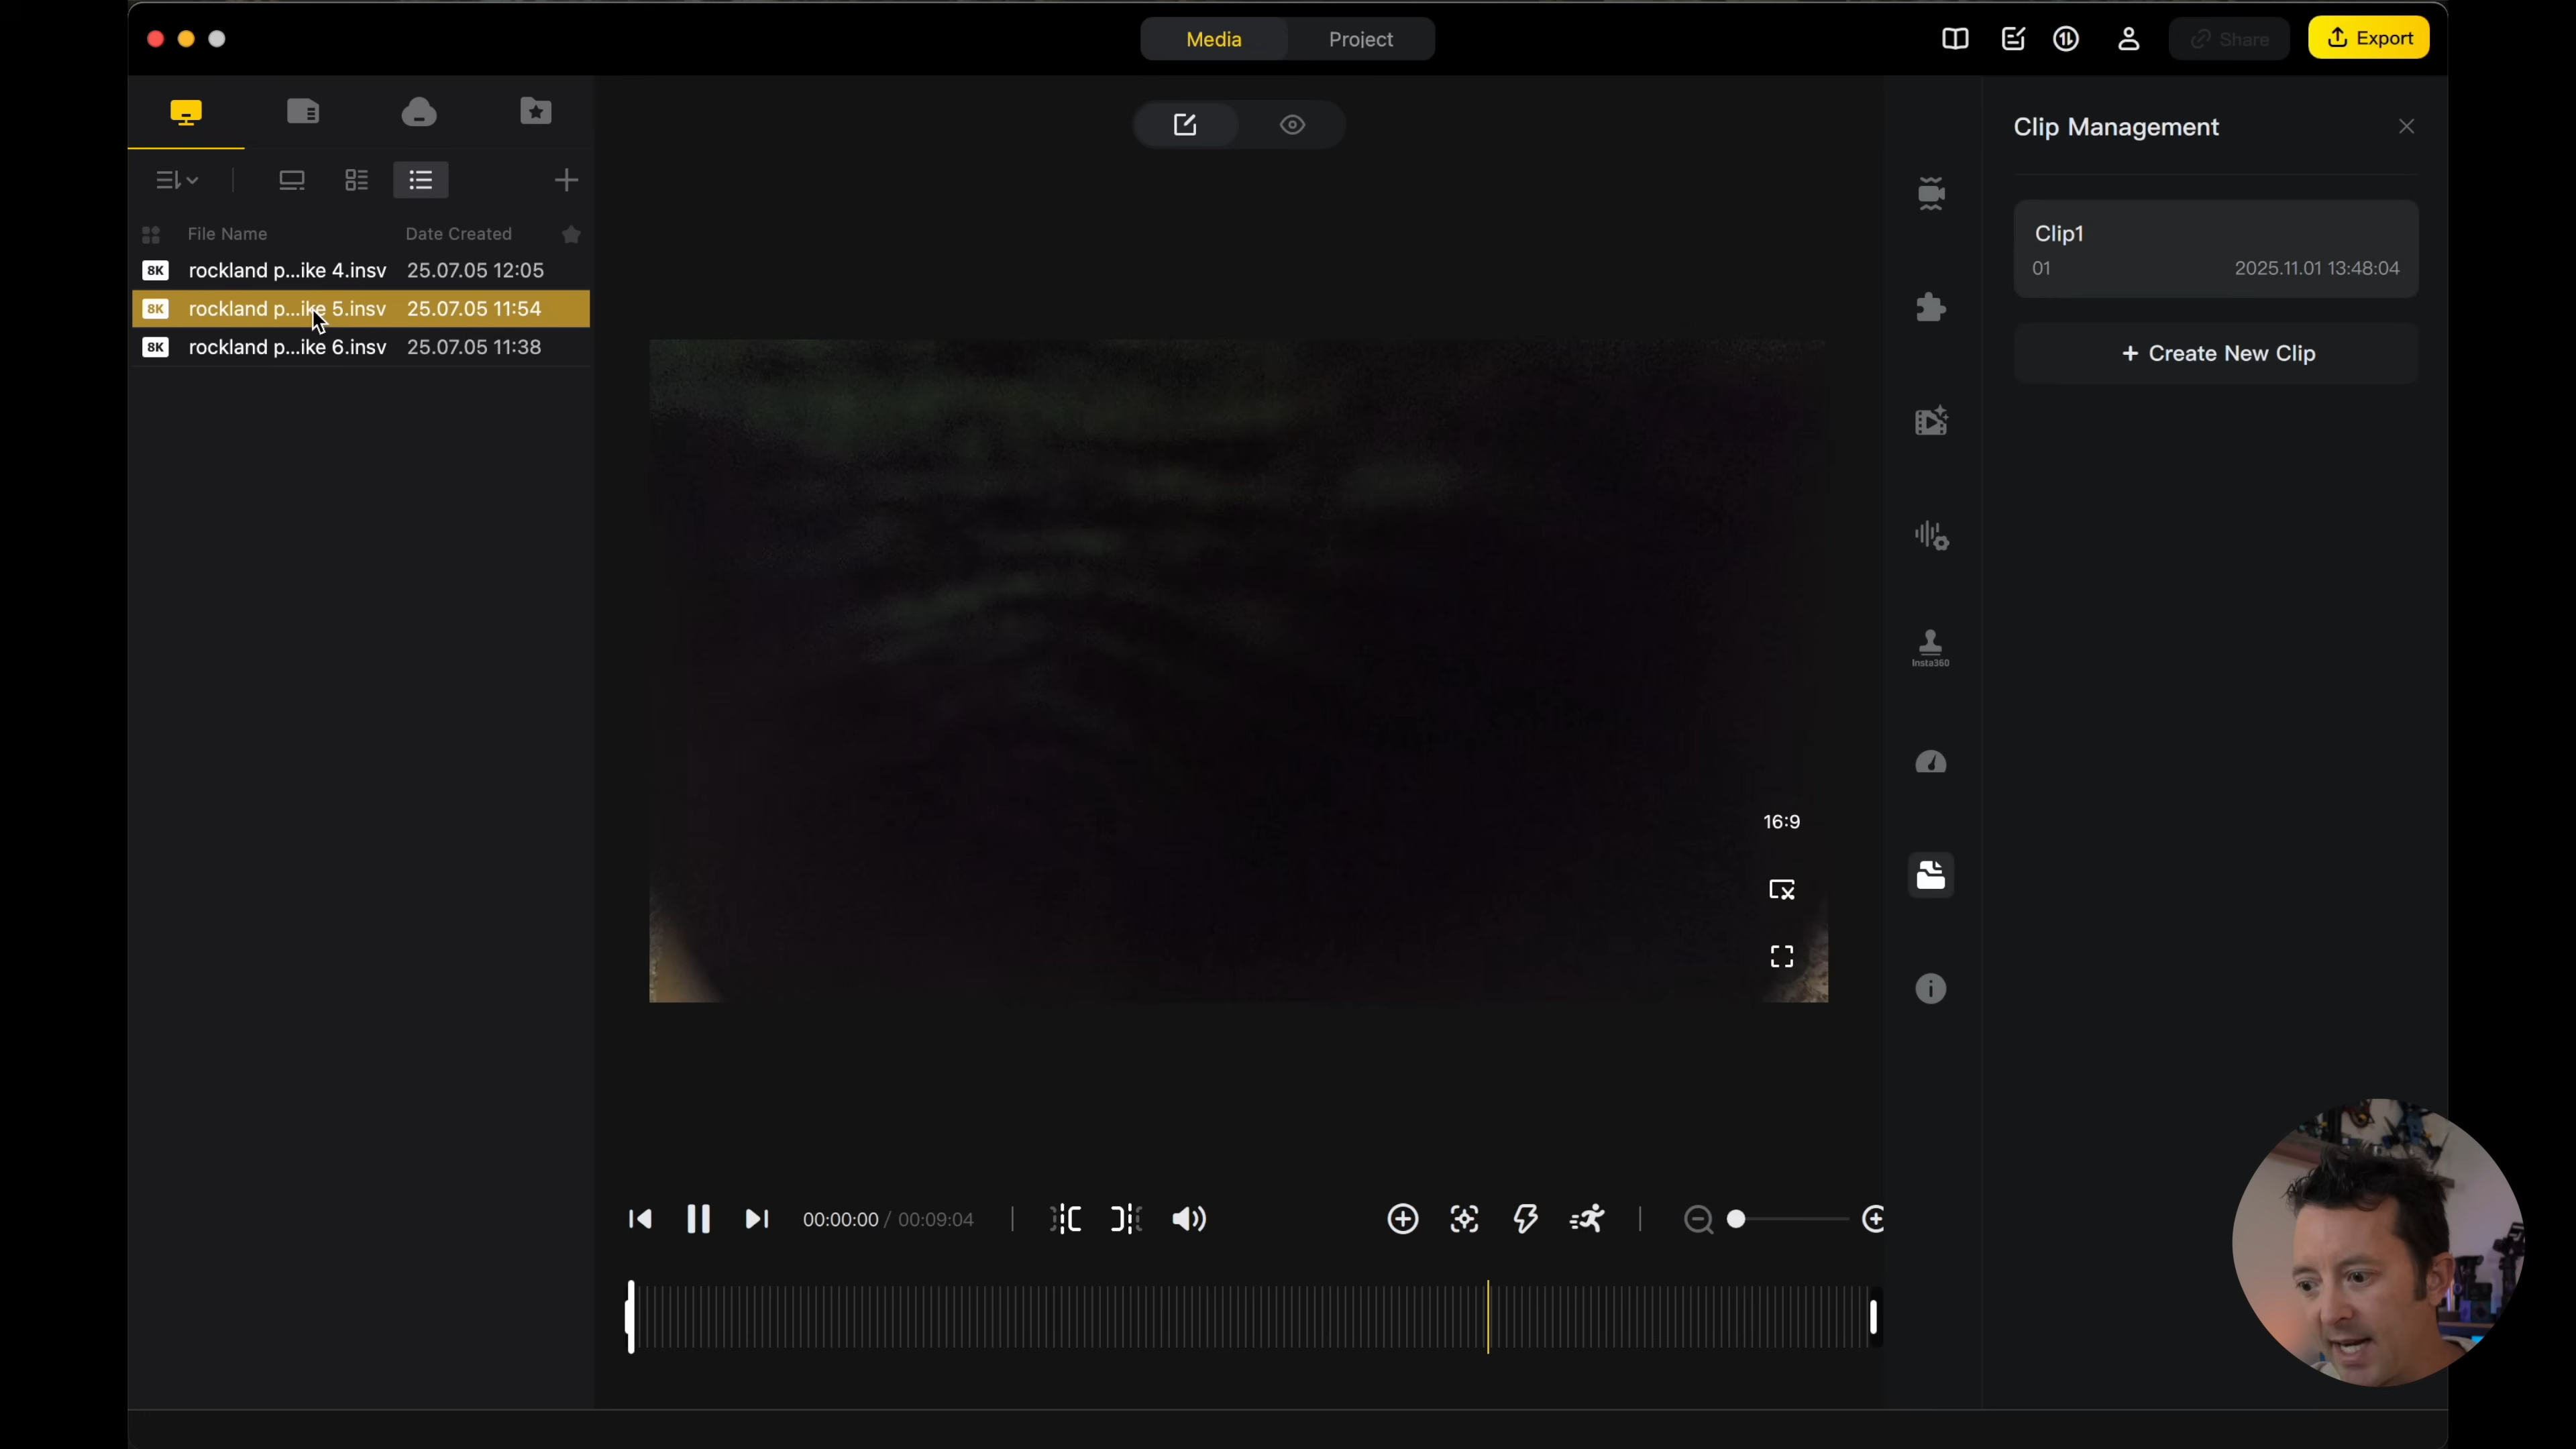 Media
Project
Share
Export
Clip Management
File Name
Date Created
8K rockland p...ike 4.insv 25.07.05 12:05
8K rockland p...ike 5.insv 25.07.05 11:54
8K rockland p...ike 6.insv 25.07.05 11:38
Clip1
01 2025.11.01 13:48:04
+ Create New Clip
Insta360
16:9
00:00:00 / 00:09:04